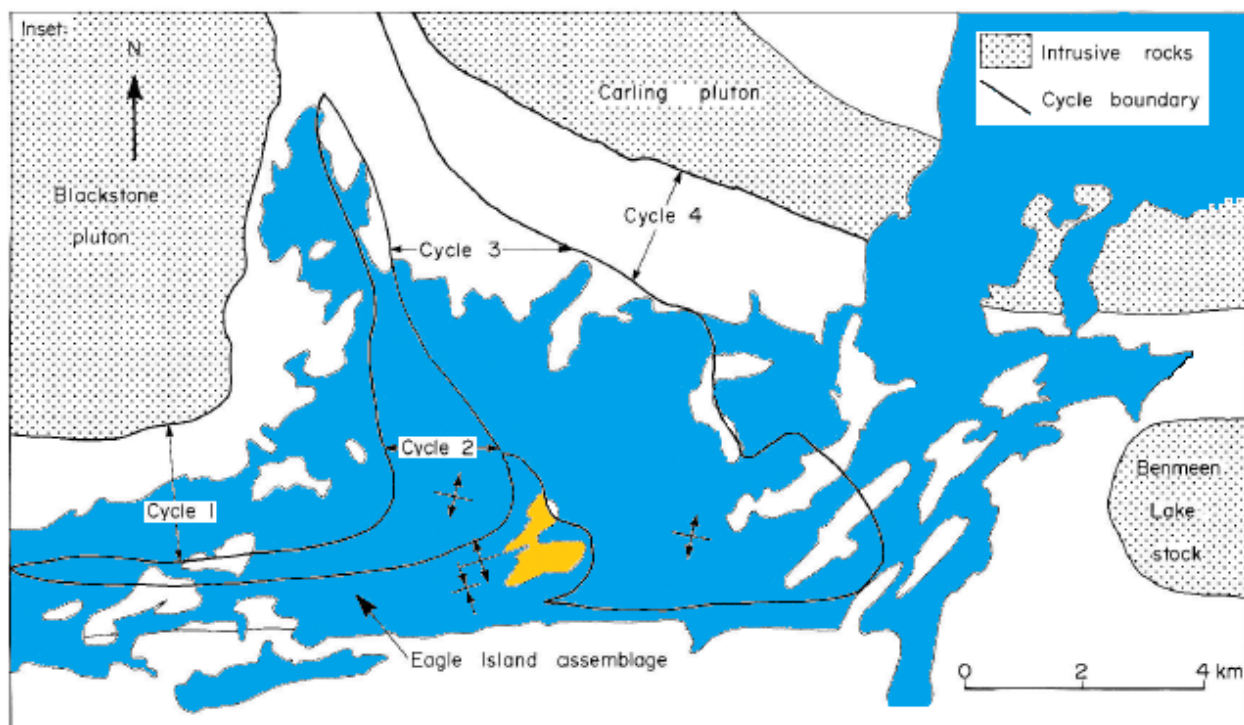 Inset:
N
Intrusive rocks
Cycle boundary
Carling pluton
Blackstone
pluton
Cycle 4
Cycle 3
Cycle 2
Cycle 1
Benmeen
Lake
stock
Eagle Island assemblage
0 2 4 km